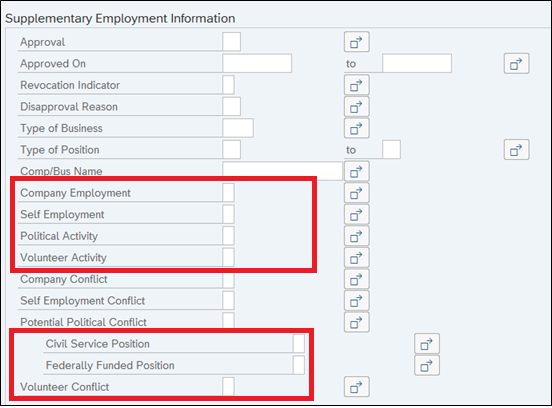 Supplementary Employment Information
Approval
Approved On to
Revocation Indicator
Disapproval Reason
Type of Business
Type of Position to
Comp/Bus Name
Company Employment
Self Employment
Political Activity
Volunteer Activity
Company Conflict
Self Employment Conflict
Potential Political Conflict
Civil Service Position
Federally Funded Position
Volunteer Conflict